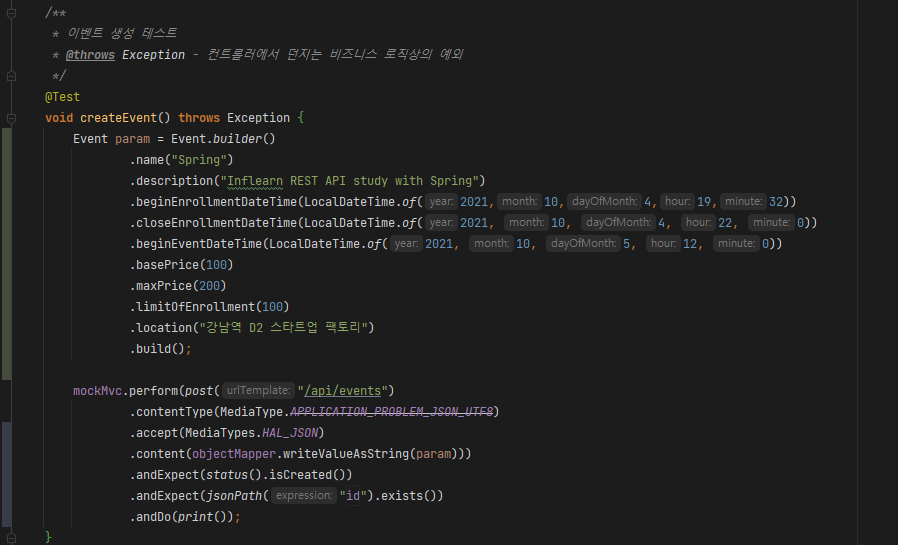 /**
 * 이벤트 생성 테스트
 * @throws Exception - 컨트롤러에서 던지는 비즈니스 로직상의 예외
 */
@Test
void createEvent() throws Exception {
    Event param = Event.builder()
            .name("Spring")
            .description("Inflearn REST API study with Spring")
            .beginEnrollmentDateTime(LocalDateTime.of( year: 2021, month: 10, dayOfMonth: 4, hour: 19, minute: 32))
            .closeEnrollmentDateTime(LocalDateTime.of( year: 2021, month: 10, dayOfMonth: 4, hour: 22, minute: 0))
            .beginEventDateTime(LocalDateTime.of( year: 2021, month: 10, dayOfMonth: 5, hour: 12, minute: 0))
            .basePrice(100)
            .maxPrice(200)
            .limitOfEnrollment(100)
            .location("강남역 D2 스타트업 팩토리")
            .build();

    mockMvc.perform(post( urlTemplate: "/api/events")
            .contentType(MediaType.APPLICATION_PROBLEM_JSON_UTF8)
            .accept(MediaTypes.HAL_JSON)
            .content(objectMapper.writeValueAsString(param)))
            .andExpect(status().isCreated())
            .andExpect(jsonPath( expression: "id").exists())
            .andDo(print());
}